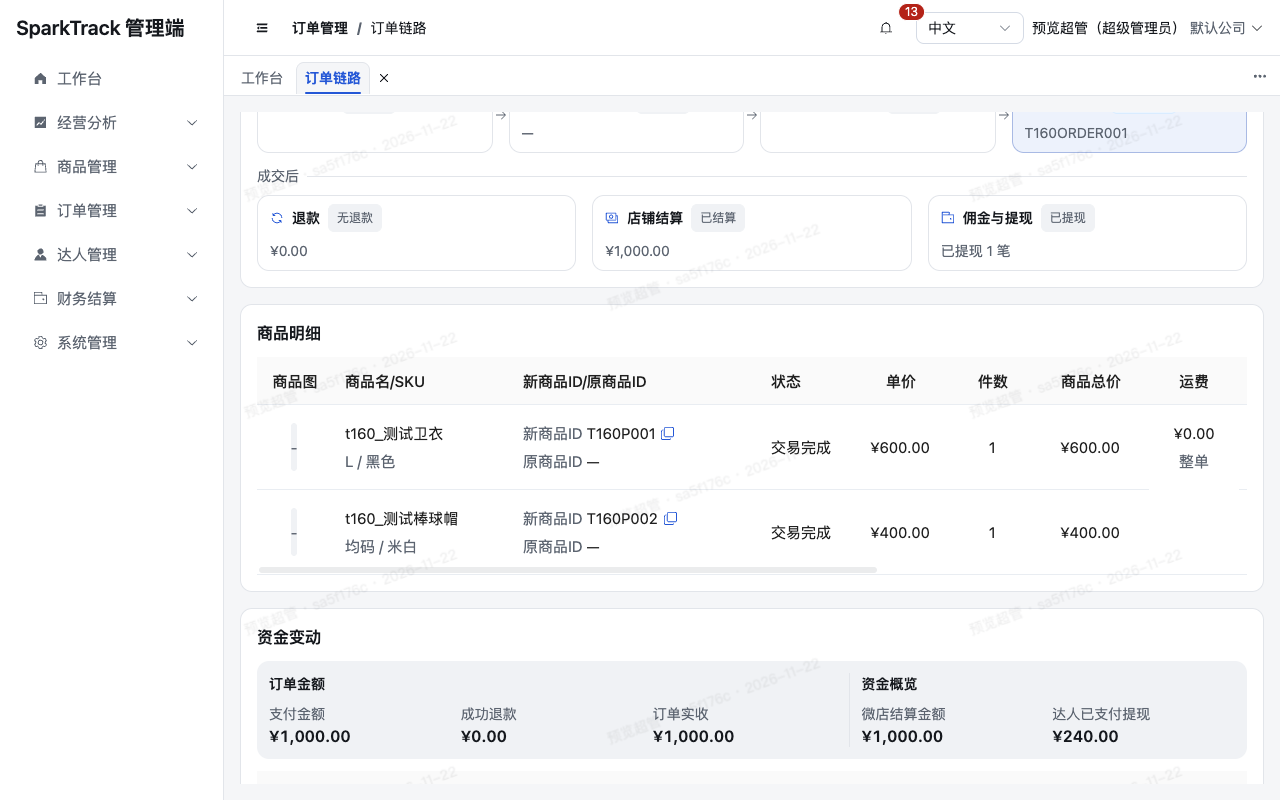 SparkTrack 管理端
订单管理 / 订单链路
13
中文
预览超管（超级管理员）
默认公司
工作台
经营分析
商品管理
订单管理
达人管理
财务结算
系统管理
工作台
订单链路
—
T160ORDER001
成交后
退款 无退款
¥0.00
店铺结算 已结算
¥1,000.00
佣金与提现 已提现
已提现 1 笔
商品明细
商品图 商品名/SKU 新商品ID/原商品ID 状态 单价 件数 商品总价 运费
-
t160_测试卫衣
L / 黑色
新商品ID T160P001
原商品ID —
交易完成
¥600.00
1
¥600.00
¥0.00
整单
-
t160_测试棒球帽
均码 / 米白
新商品ID T160P002
原商品ID —
交易完成
¥400.00
1
¥400.00
资金变动
订单金额
支付金额
¥1,000.00
成功退款
¥0.00
订单实收
¥1,000.00
资金概览
微店结算金额
¥1,000.00
达人已支付提现
¥240.00
预览超管 · sa5f176c · 2026-11-22